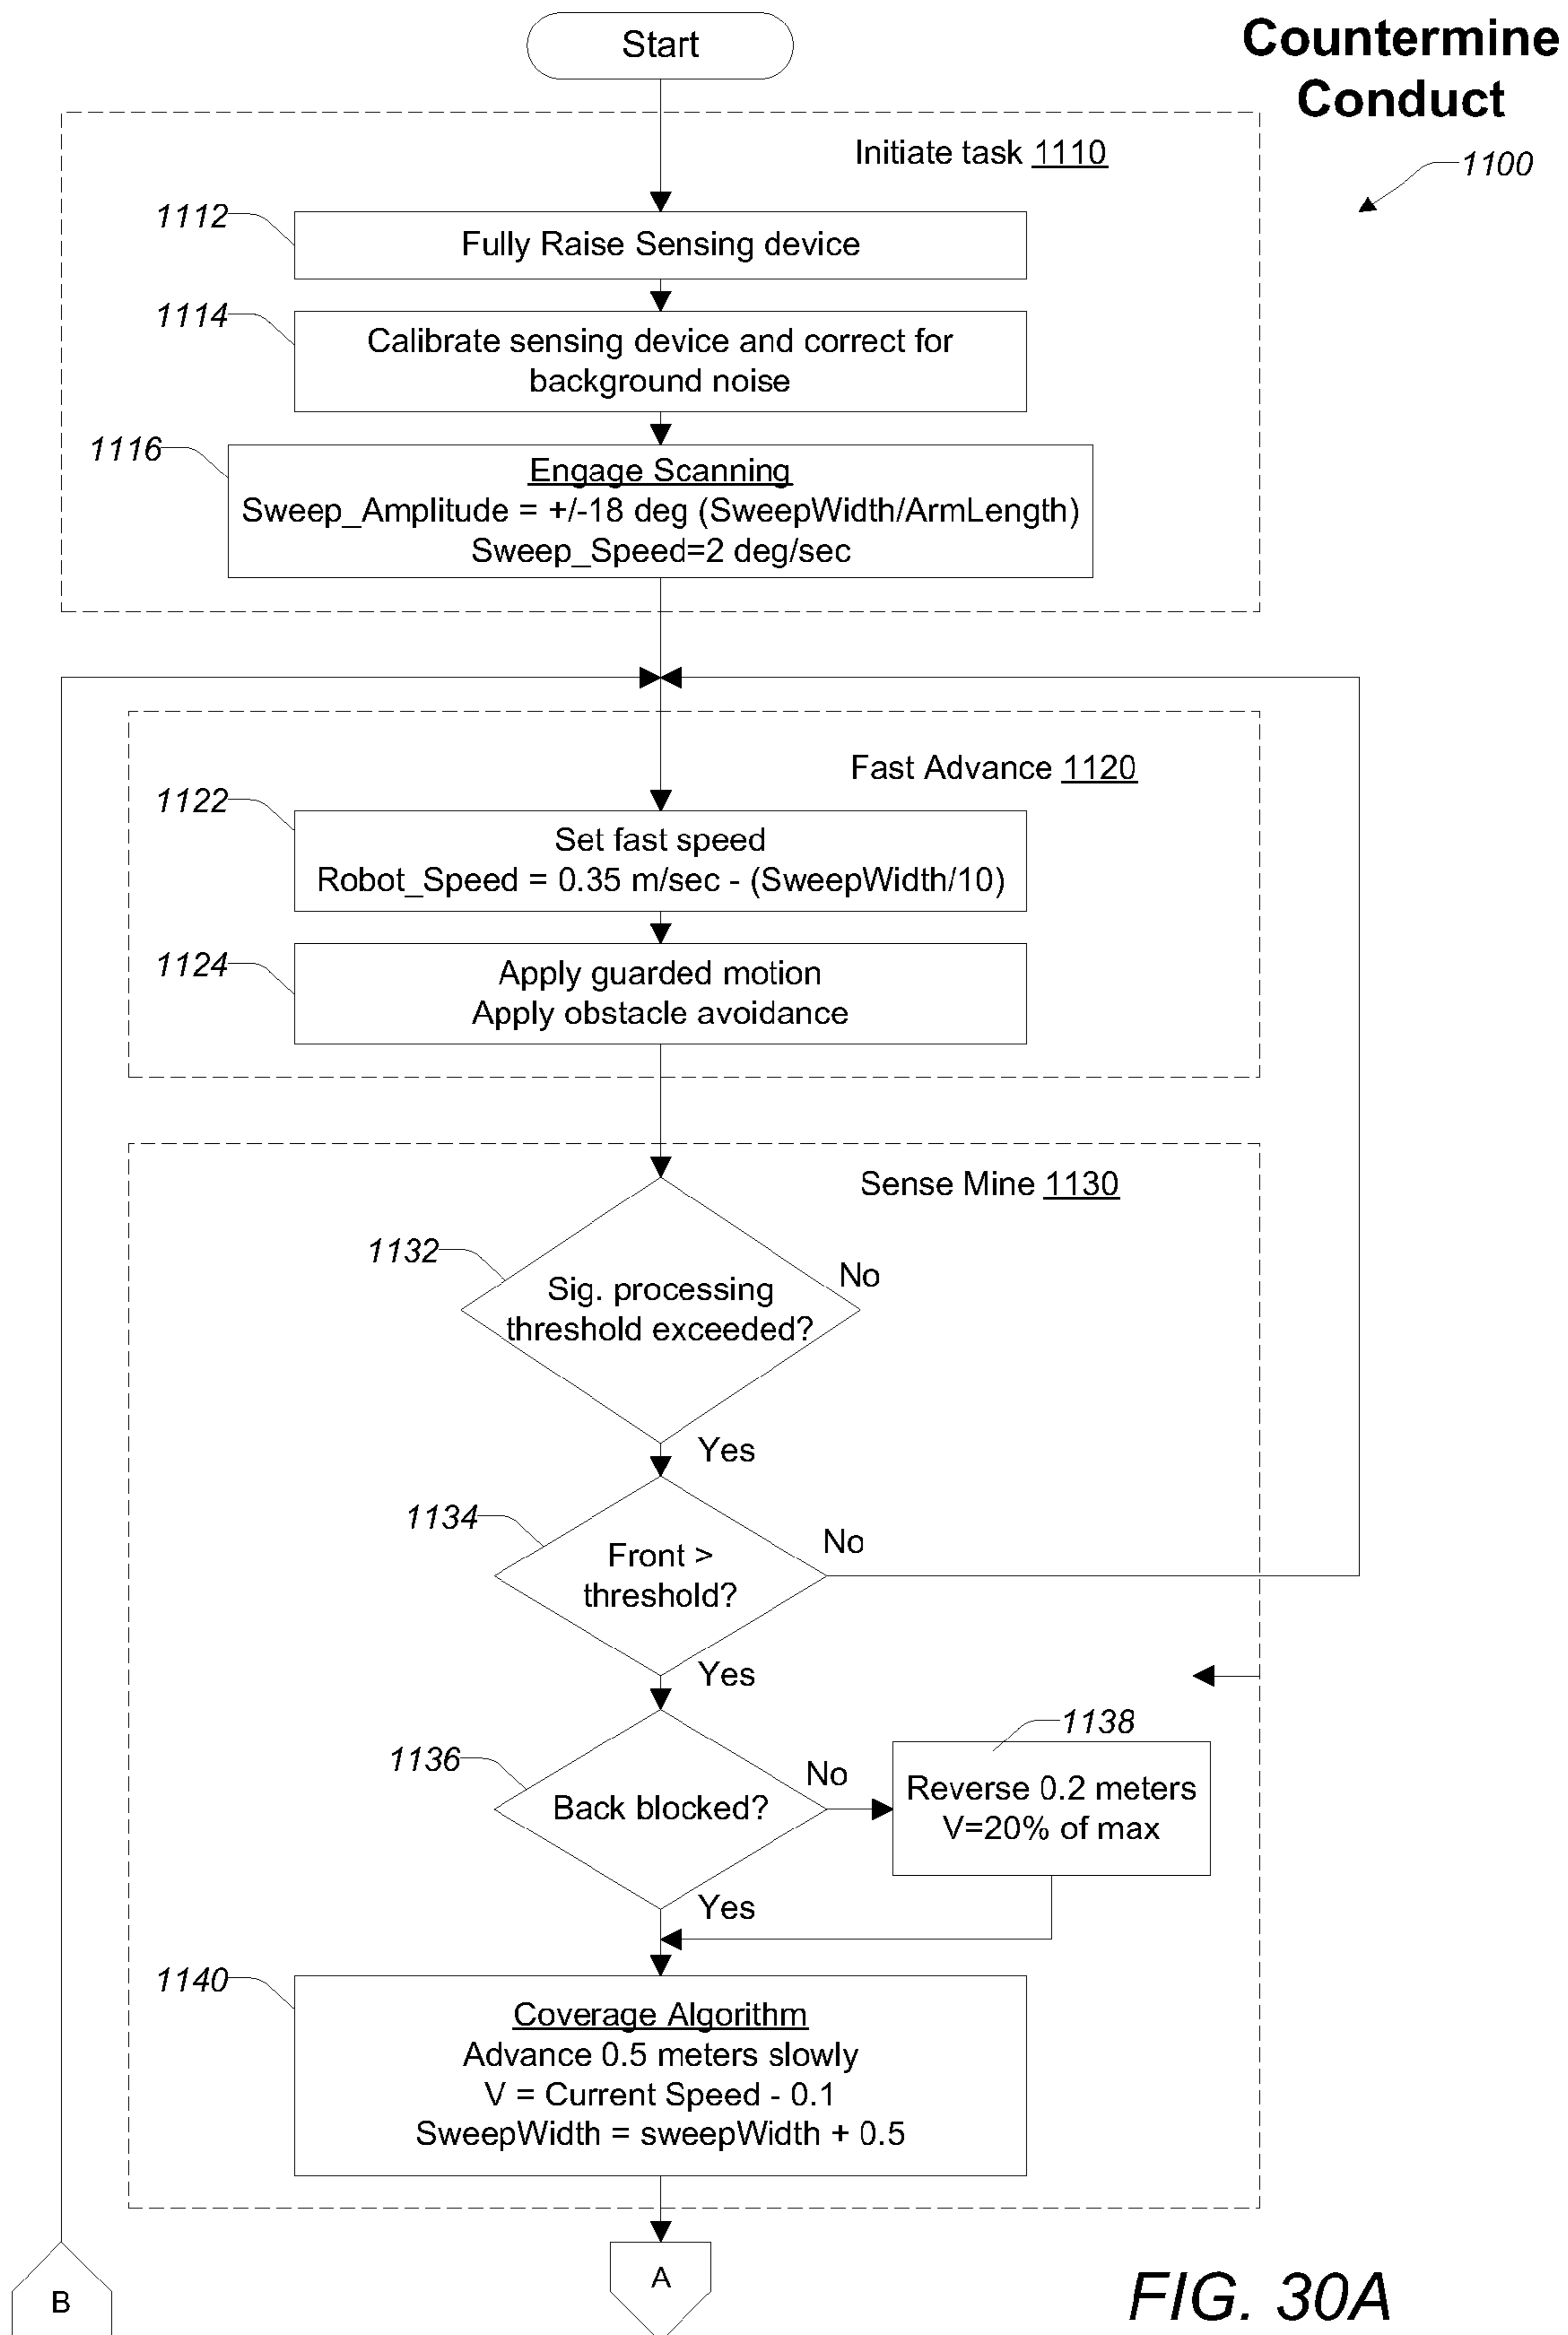 Start
Countermine
Conduct
1100
Initiate task 1110
1112
Fully Raise Sensing device
1114
Calibrate sensing device and correct for
background noise
1116
Engage Scanning
Sweep_Amplitude = +/-18 deg (SweepWidth/ArmLength)
Sweep_Speed=2 deg/sec
Fast Advance 1120
1122
Set fast speed
Robot_Speed = 0.35 m/sec - (SweepWidth/10)
1124
Apply guarded motion
Apply obstacle avoidance
Sense Mine 1130
1132
Sig. processing
threshold exceeded?
No
Yes
1134
Front >
threshold?
No
Yes
1136
Back blocked?
No
1138
Reverse 0.2 meters
V=20% of max
Yes
1140
Coverage Algorithm
Advance 0.5 meters slowly
V = Current Speed - 0.1
SweepWidth = sweepWidth + 0.5
B
A
FIG. 30A